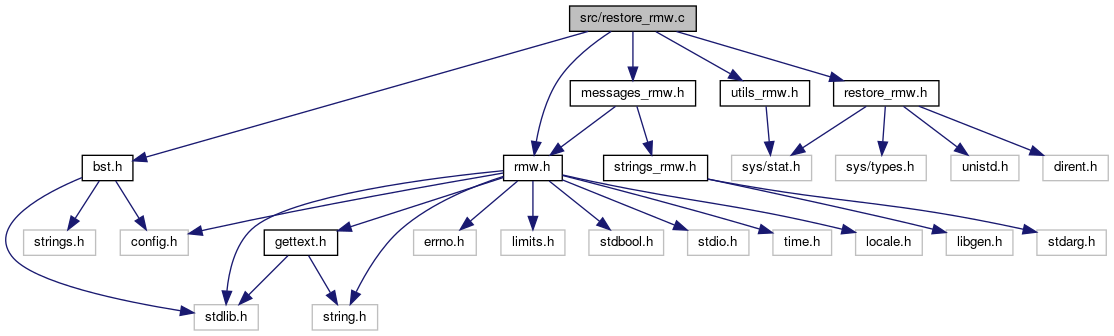 src/restore_rmw.c
messages_rmw.h
utils_rmw.h
restore_rmw.h
bst.h
rmw.h
strings_rmw.h
sys/stat.h
sys/types.h
unistd.h
dirent.h
strings.h
config.h
gettext.h
errno.h
limits.h
stdbool.h
stdio.h
time.h
locale.h
libgen.h
stdarg.h
stdlib.h
string.h